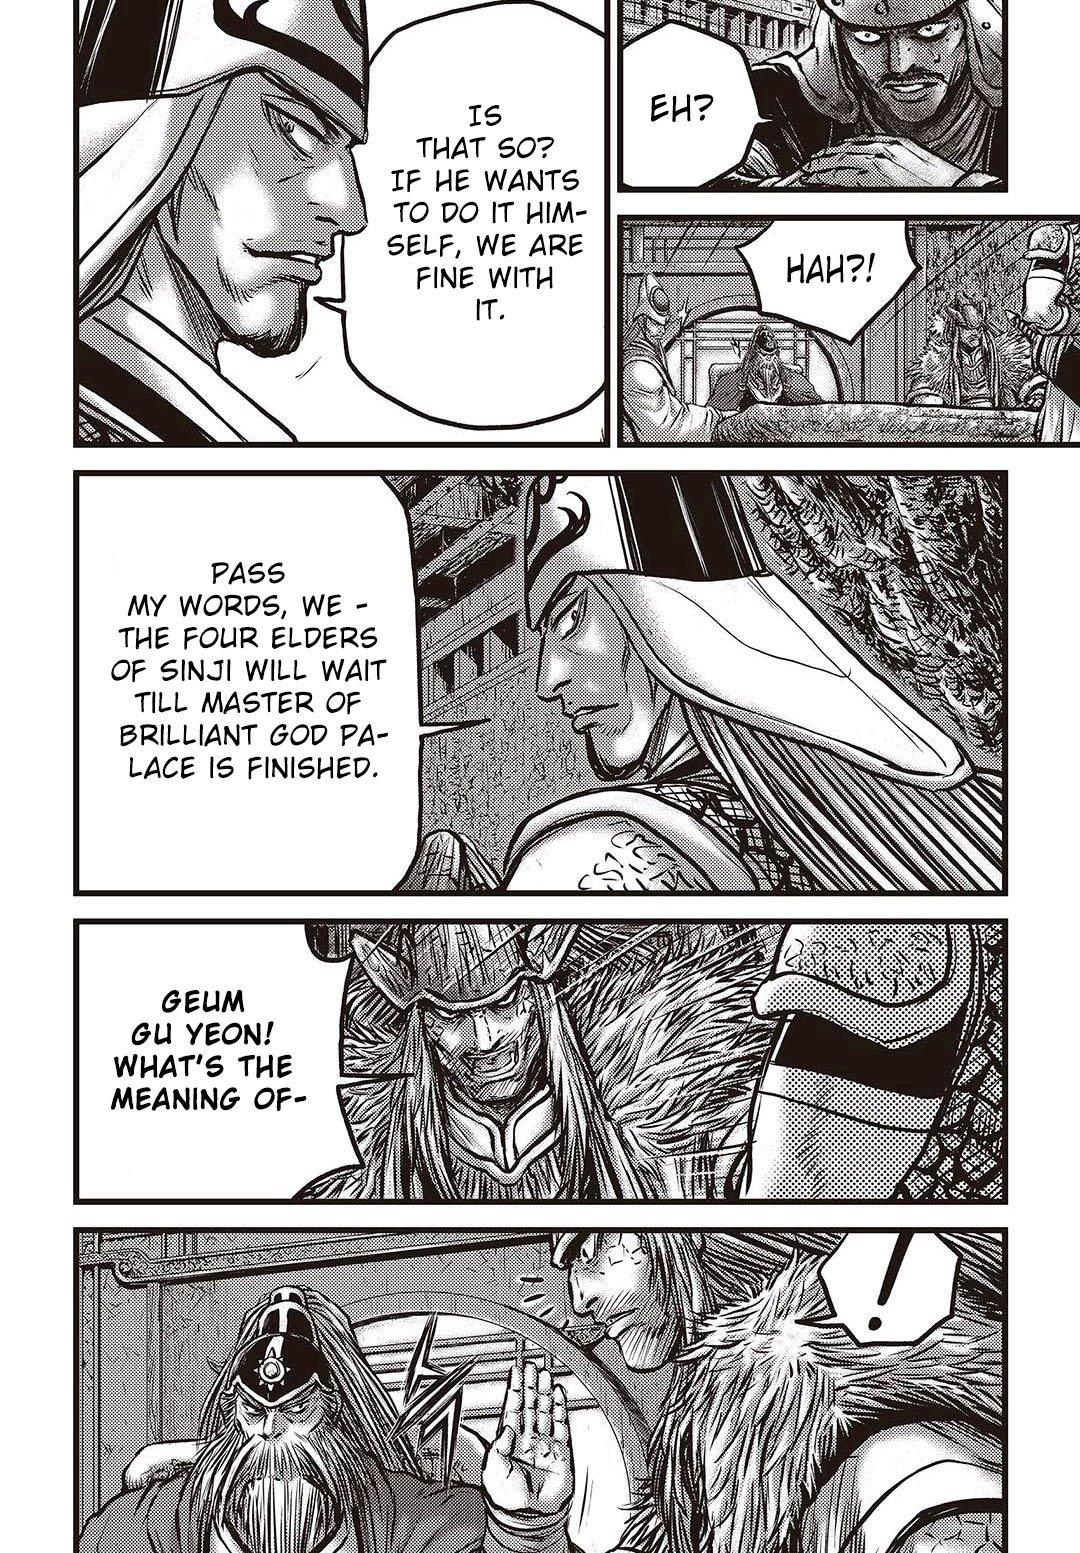 IS
THAT SO?
IF HE WANTS
TO DO IT HIM-
SELF, WE ARE
FINE WITH
IT.
EH?
HAH?!
PASS
MY WORDS, WE -
THE FOUR ELDERS
OF SINJI WILL WAIT
TILL MASTER OF
BRILLIANT GOD PA-
LACE IS FINISHED.
GEUM
GU YEON!
WHAT'S THE
MEANING OF-
!